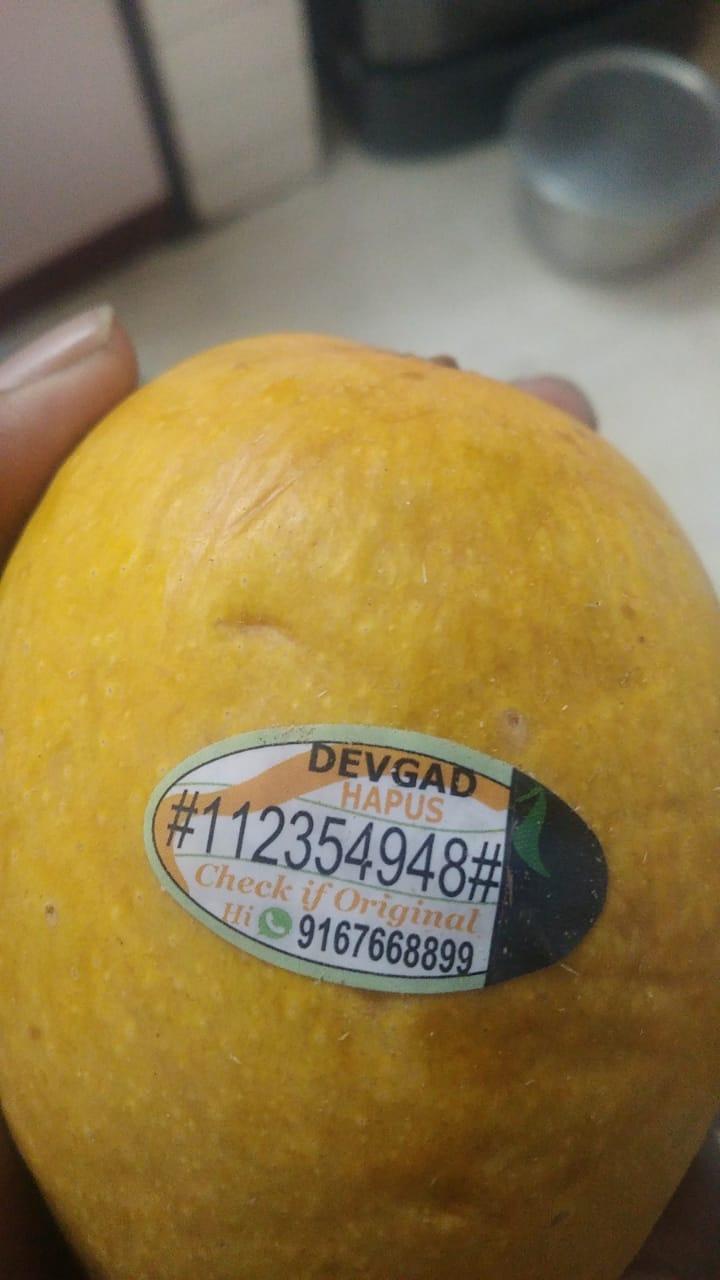 DEVGAD
HAPUS
#112354948#
Check if Original
Hi 9167668899